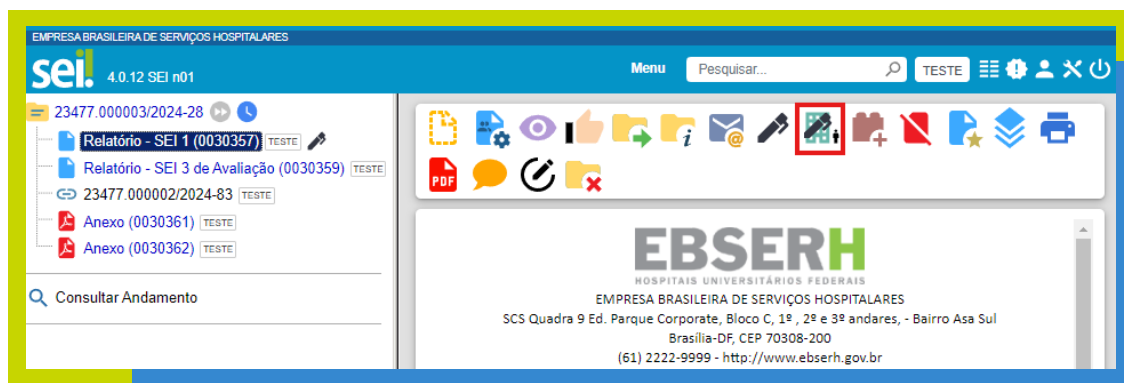 EMPRESA BRASILEIRA DE SERVIÇOS HOSPITALARES
sei! 4.0.12 SEI n01
Menu
Pesquisar...
TESTE
23477.000003/2024-28
Relatório - SEI 1 (0030357) TESTE
Relatório - SEI 3 de Avaliação (0030359) TESTE
23477.000002/2024-83 TESTE
Anexo (0030361) TESTE
Anexo (0030362) TESTE
Consultar Andamento
PDF
EBSERH
HOSPITAIS UNIVERSITÁRIOS FEDERAIS
EMPRESA BRASILEIRA DE SERVIÇOS HOSPITALARES
SCS Quadra 9 Ed. Parque Corporate, Bloco C, 1º , 2º e 3º andares, - Bairro Asa Sul
Brasília-DF, CEP 70308-200
(61) 2222-9999 - http://www.ebserh.gov.br